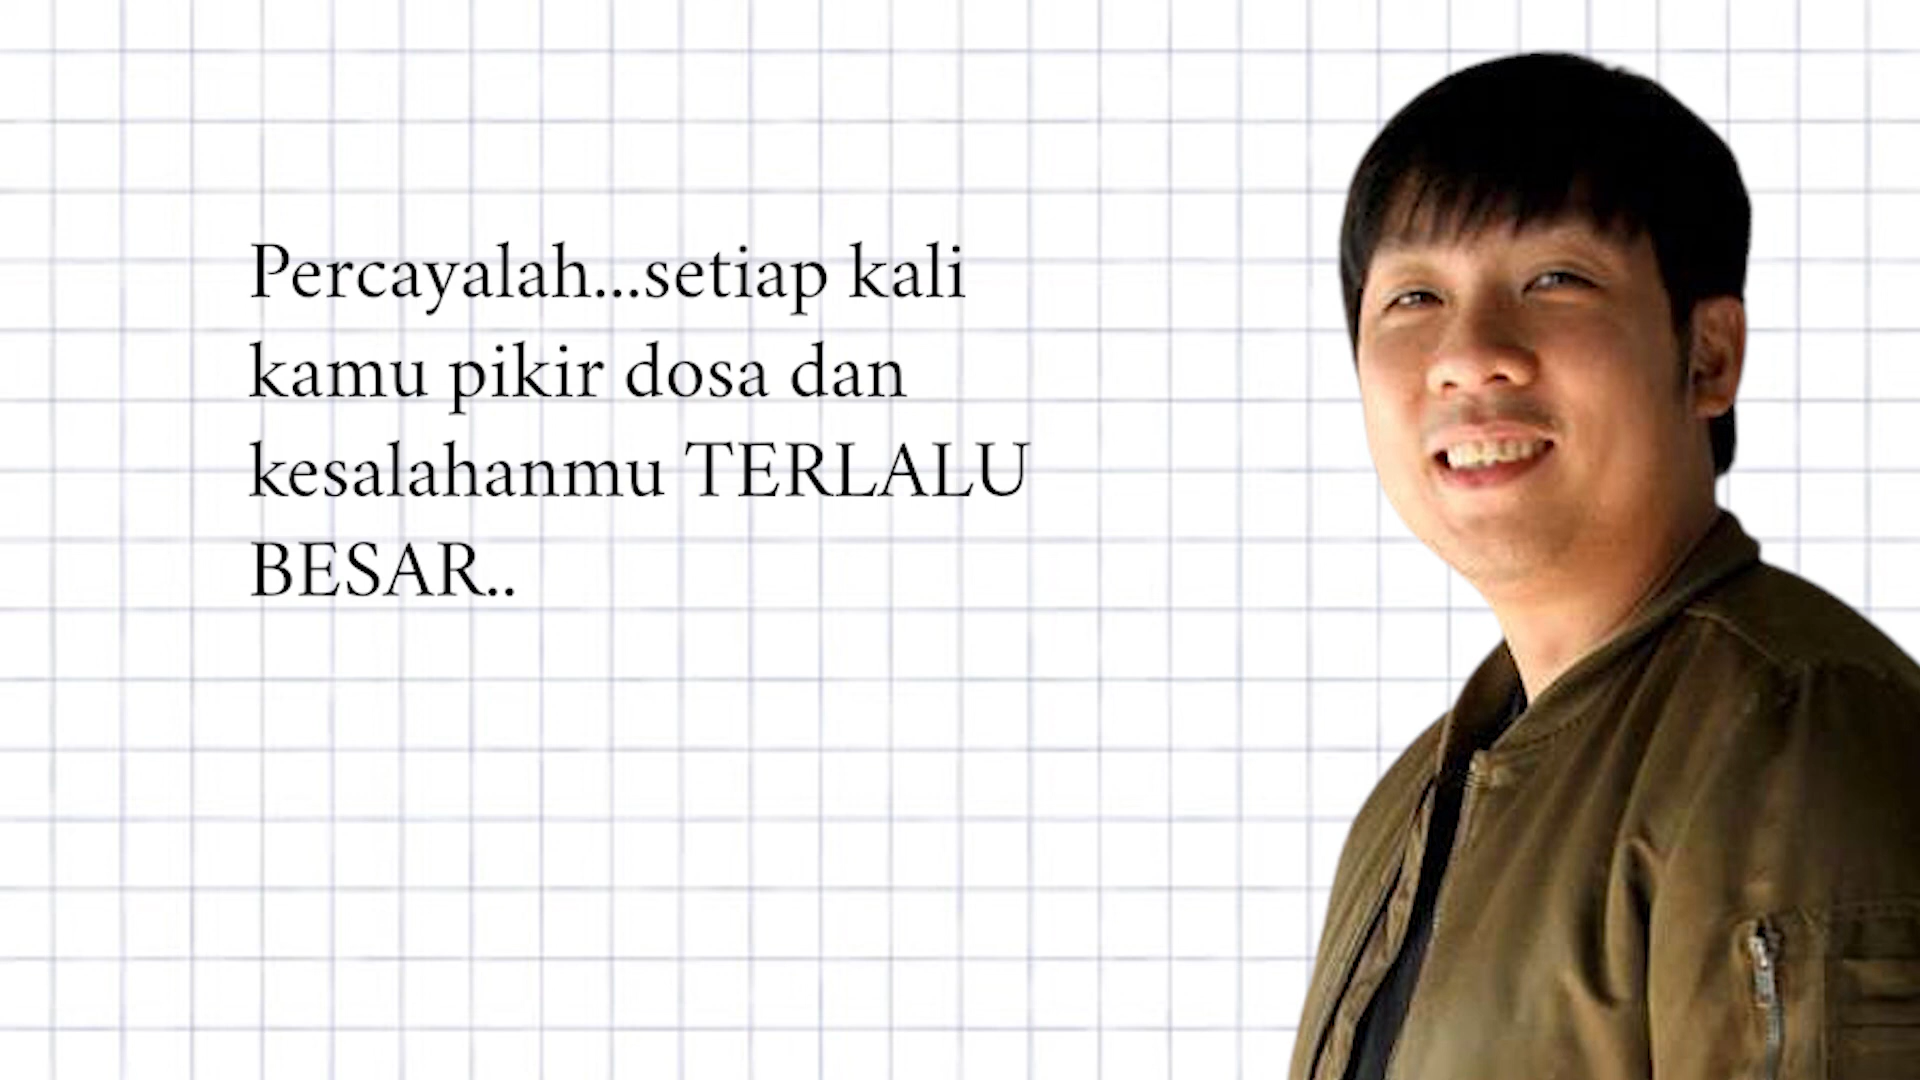 Percayalah...setiap kali
kamu pikir dosa dan
kesalahanmu TERLALU
BESAR..